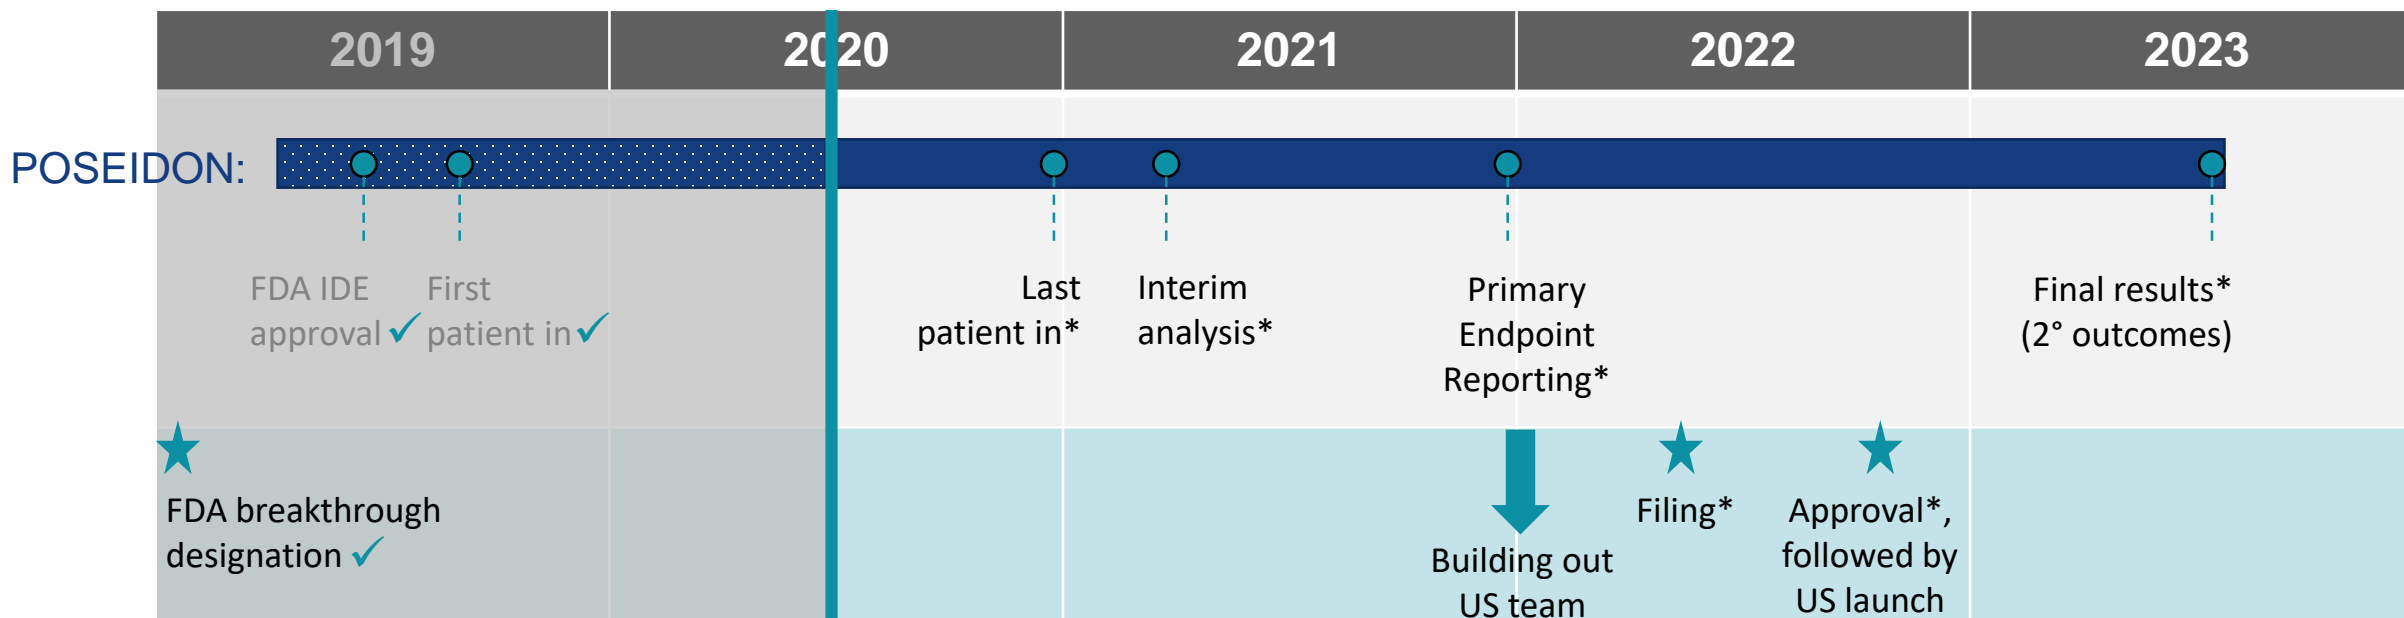 2019
2020
2021
2022
2023
POSEIDON:
FDA IDE
approval ✓
First
patient in ✓
Last
patient in*
Interim
analysis*
Primary
Endpoint
Reporting*
Final results*
(2° outcomes)
FDA breakthrough
designation ✓
Building out
US team
Filing*
Approval*,
followed by
US launch